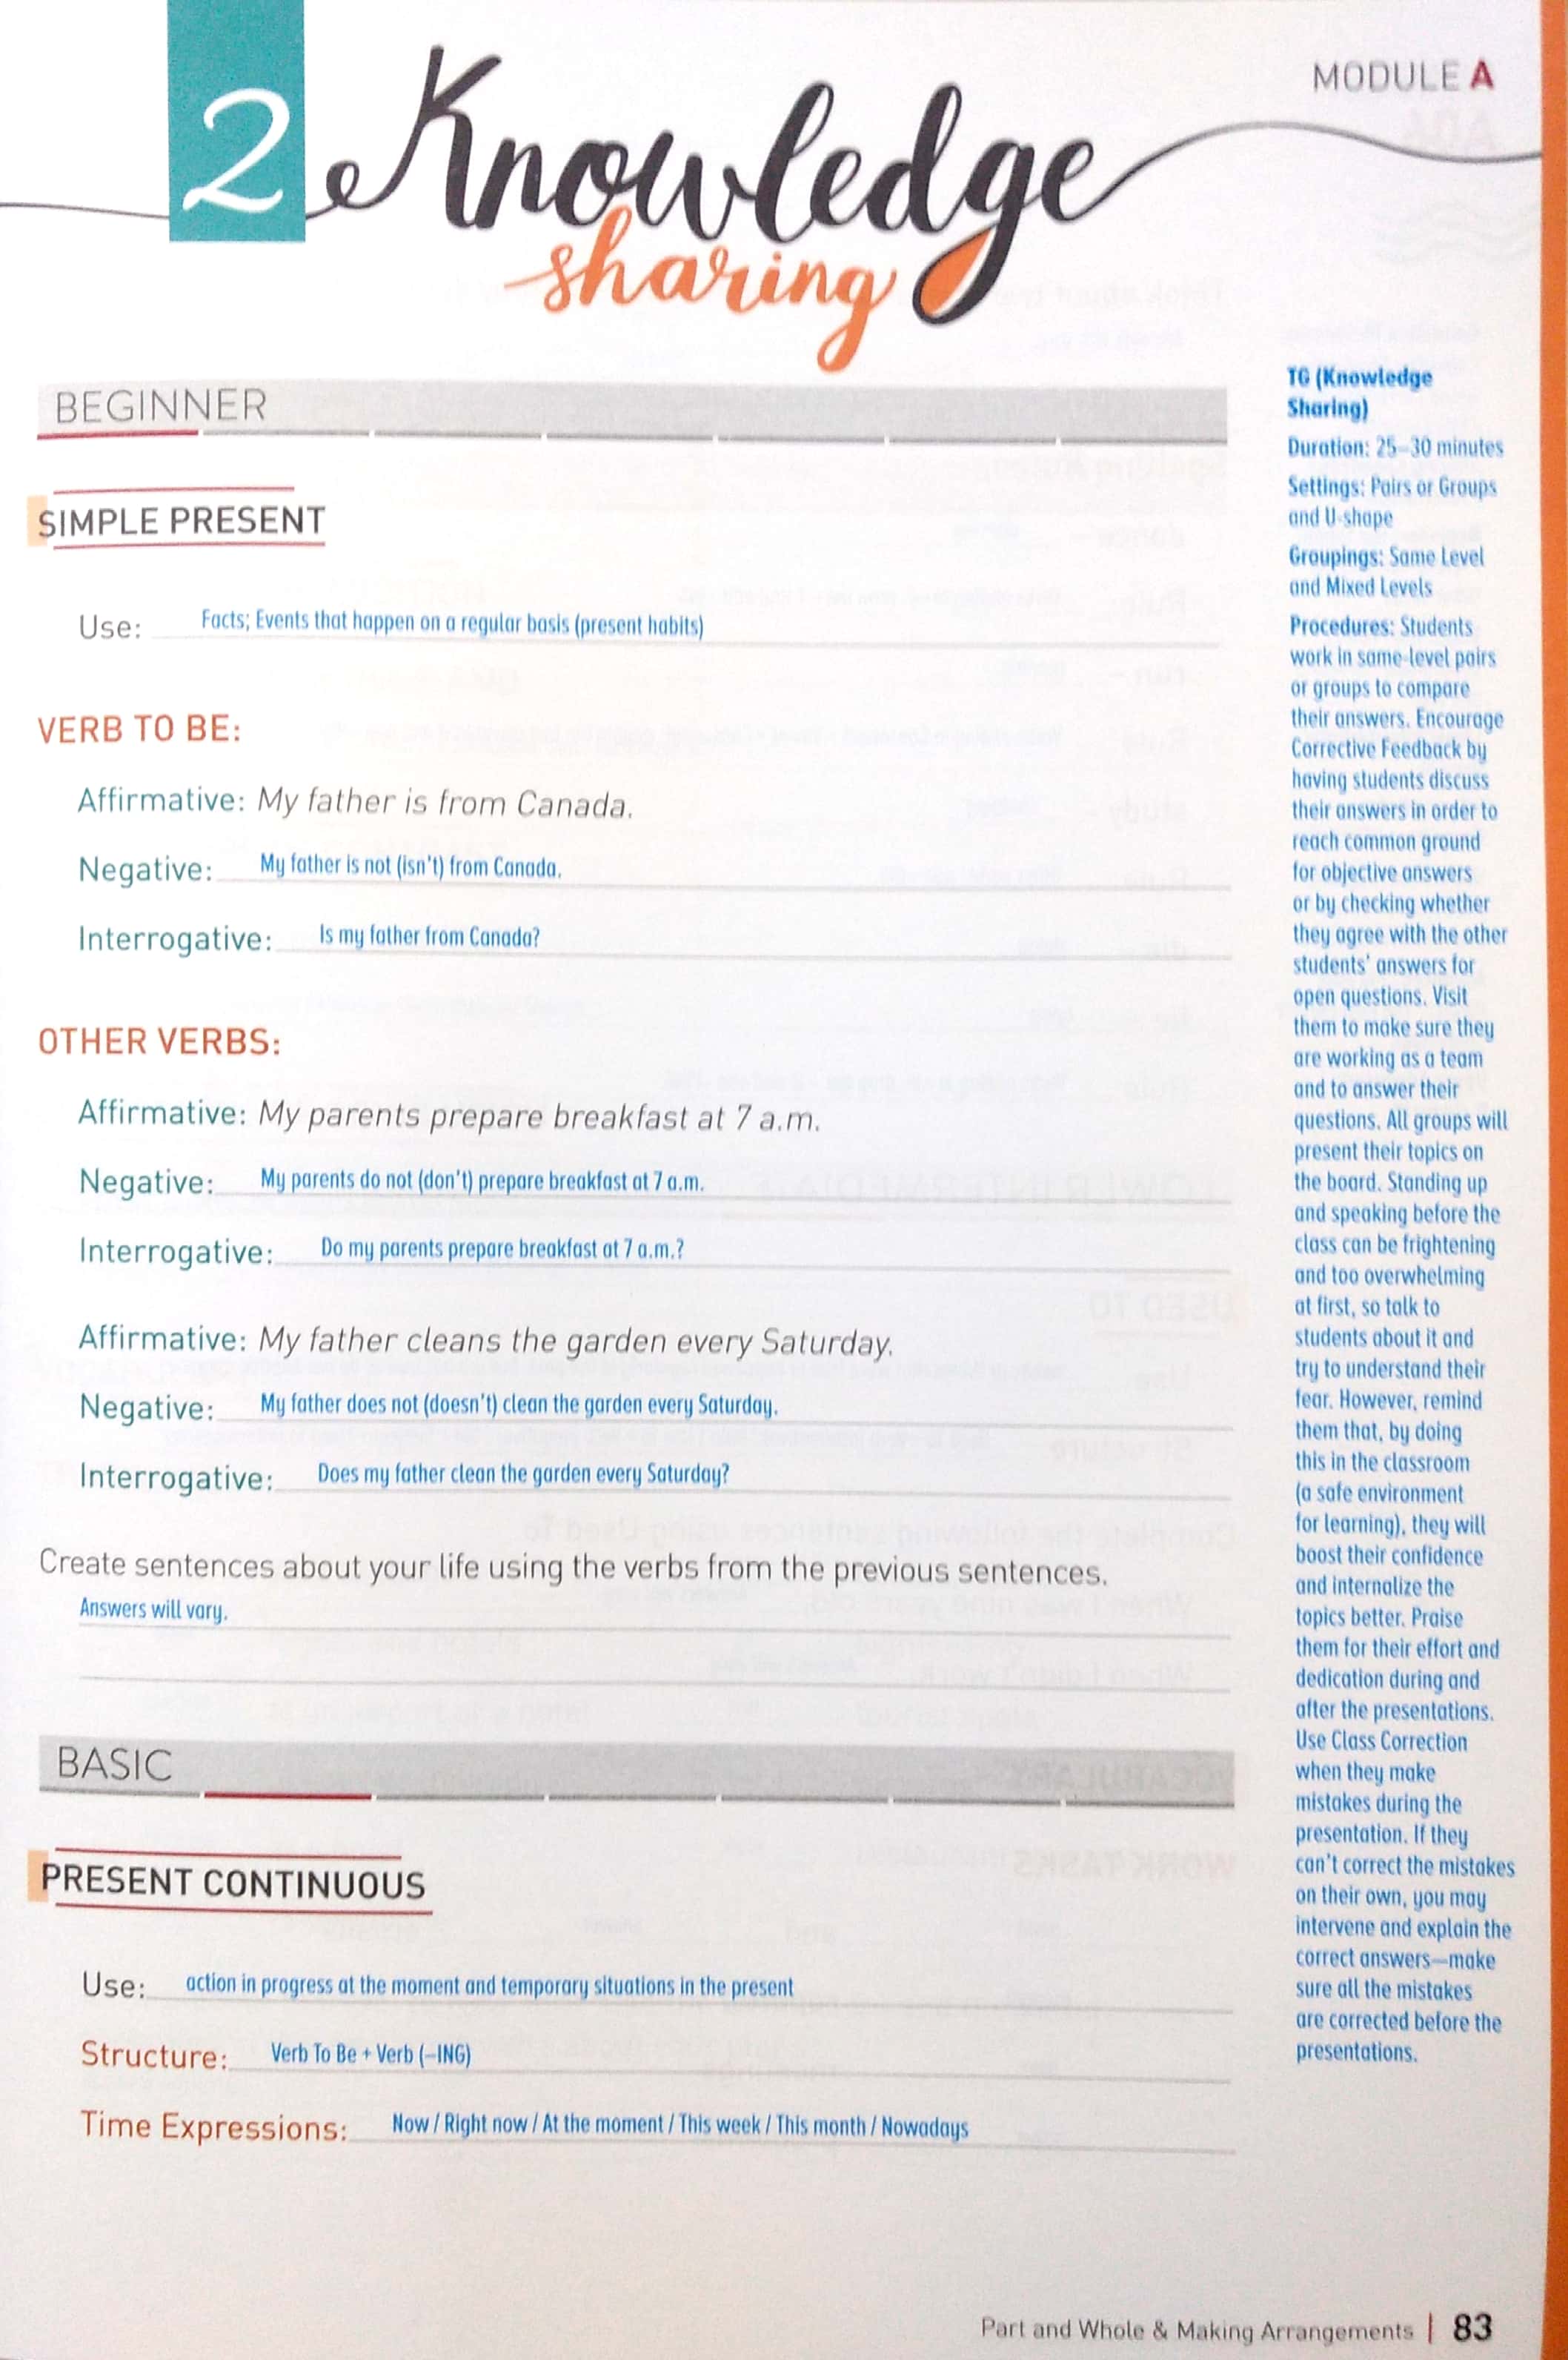 MODULE A
2 Knowledge
sharing
BEGINNER
SIMPLE PRESENT
Use: Facts; Events that happen on a regular basis (present habits)
VERB TO BE:
Affirmative: My father is from Canada.
Negative: My father is not (isn't) from Canada.
Interrogative: Is my father from Canada?
OTHER VERBS:
Affirmative: My parents prepare breakfast at 7 a.m.
Negative: My parents do not (don't) prepare breakfast at 7 a.m.
Interrogative: Do my parents prepare breakfast at 7 a.m.?
Affirmative: My father cleans the garden every Saturday.
Negative: My father does not (doesn't) clean the garden every Saturday.
Interrogative: Does my father clean the garden every Saturday?
Create sentences about your life using the verbs from the previous sentences.
Answers will vary.
BASIC
PRESENT CONTINUOUS
Use: action in progress at the moment and temporary situations in the present
Structure: Verb To Be + Verb (–ING)
Time Expressions: Now / Right now / At the moment / This week / This month / Nowadays
TG (Knowledge
Sharing)
Duration: 25–30 minutes
Settings: Pairs or Groups
and U-shape
Groupings: Same Level
and Mixed Levels
Procedures: Students
work in same-level pairs
or groups to compare
their answers. Encourage
Corrective Feedback by
having students discuss
their answers in order to
reach common ground
for objective answers
or by checking whether
they agree with the other
students' answers for
open questions. Visit
them to make sure they
are working as a team
and to answer their
questions. All groups will
present their topics on
the board. Standing up
and speaking before the
class can be frightening
and too overwhelming
at first, so talk to
students about it and
try to understand their
fear. However, remind
them that, by doing
this in the classroom
(a safe environment
for learning), they will
boost their confidence
and internalize the
topics better. Praise
them for their effort and
dedication during and
after the presentations.
Use Class Correction
when they make
mistakes during the
presentation. If they
can't correct the mistakes
on their own, you may
intervene and explain the
correct answers—make
sure all the mistakes
are corrected before the
presentations.
Part and Whole & Making Arrangements | 83